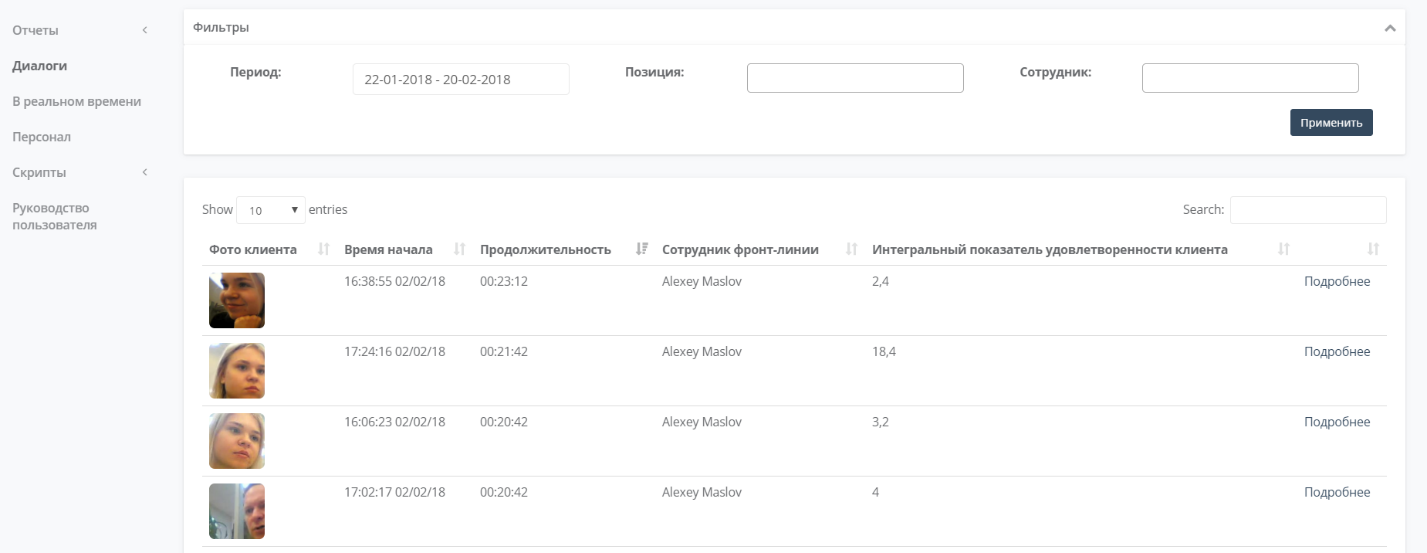 Отчеты
Диалоги
В реальном времени
Персонал
Скрипты
Руководство
пользователя
Фильтры
Период: 22-01-2018 - 20-02-2018 Позиция: Сотрудник:
Применить
Show 10 entries Search:
Фото клиента Время начала Продолжительность Сотрудник фронт-линии Интегральный показатель удовлетворенности клиента
16:38:55 02/02/18 00:23:12 Alexey Maslov 2,4 Подробнее
17:24:16 02/02/18 00:21:42 Alexey Maslov 18,4 Подробнее
16:06:23 02/02/18 00:20:42 Alexey Maslov 3,2 Подробнее
17:02:17 02/02/18 00:20:42 Alexey Maslov 4 Подробнее